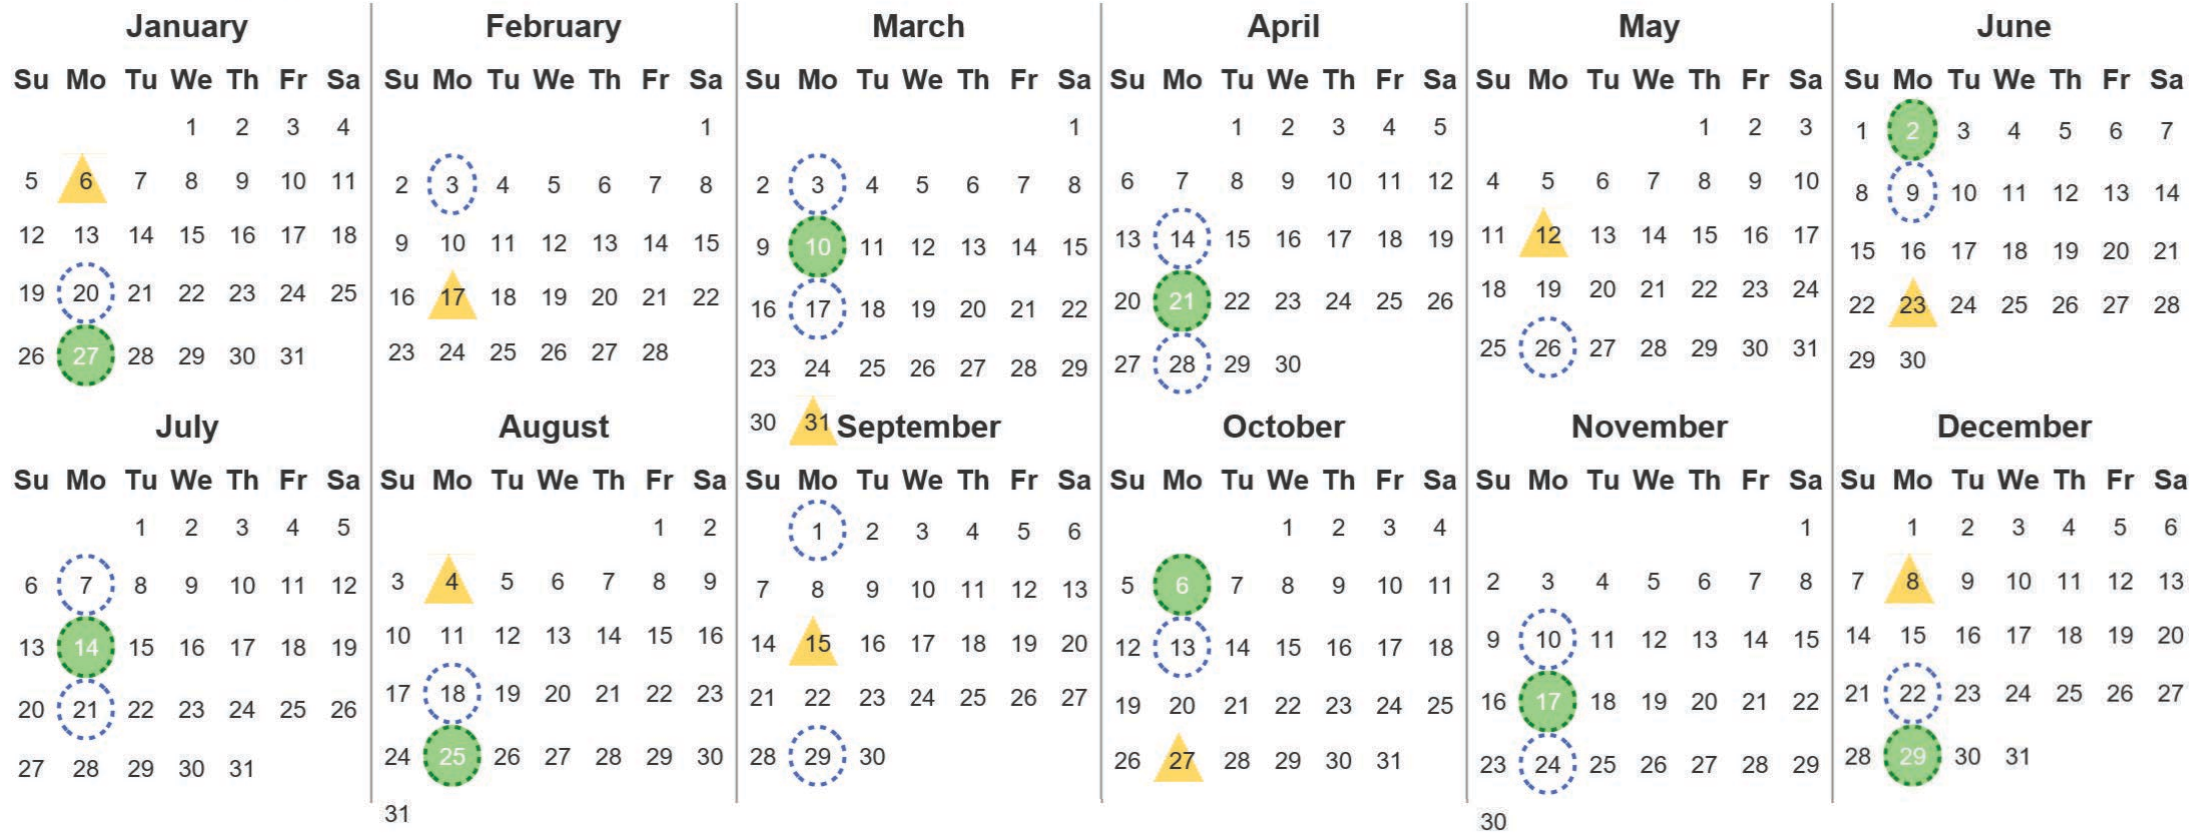 January
Su Mo Tu We Th Fr Sa
1 2 3 4
5 6 7 8 9 10 11
12 13 14 15 16 17 18
19 20 21 22 23 24 25
26 27 28 29 30 31
February
Su Mo Tu We Th Fr Sa
1
2 3 4 5 6 7 8
9 10 11 12 13 14 15
16 17 18 19 20 21 22
23 24 25 26 27 28
March
Su Mo Tu We Th Fr Sa
1
2 3 4 5 6 7 8
9 10 11 12 13 14 15
16 17 18 19 20 21 22
23 24 25 26 27 28 29
30 31
April
Su Mo Tu We Th Fr Sa
1 2 3 4 5
6 7 8 9 10 11 12
13 14 15 16 17 18 19
20 21 22 23 24 25 26
27 28 29 30
May
Su Mo Tu We Th Fr Sa
1 2 3
4 5 6 7 8 9 10
11 12 13 14 15 16 17
18 19 20 21 22 23 24
25 26 27 28 29 30 31
June
Su Mo Tu We Th Fr Sa
1 2 3 4 5 6 7
8 9 10 11 12 13 14
15 16 17 18 19 20 21
22 23 24 25 26 27 28
29 30
July
Su Mo Tu We Th Fr Sa
1 2 3 4 5
6 7 8 9 10 11 12
13 14 15 16 17 18 19
20 21 22 23 24 25 26
27 28 29 30 31
August
Su Mo Tu We Th Fr Sa
1 2
3 4 5 6 7 8 9
10 11 12 13 14 15 16
17 18 19 20 21 22 23
24 25 26 27 28 29 30
31
September
Su Mo Tu We Th Fr Sa
1 2 3 4 5 6
7 8 9 10 11 12 13
14 15 16 17 18 19 20
21 22 23 24 25 26 27
28 29 30
October
Su Mo Tu We Th Fr Sa
1 2 3 4
5 6 7 8 9 10 11
12 13 14 15 16 17 18
19 20 21 22 23 24 25
26 27 28 29 30 31
November
Su Mo Tu We Th Fr Sa
1
2 3 4 5 6 7 8
9 10 11 12 13 14 15
16 17 18 19 20 21 22
23 24 25 26 27 28 29
30
December
Su Mo Tu We Th Fr Sa
1 2 3 4 5 6
7 8 9 10 11 12 13
14 15 16 17 18 19 20
21 22 23 24 25 26 27
28 29 30 31